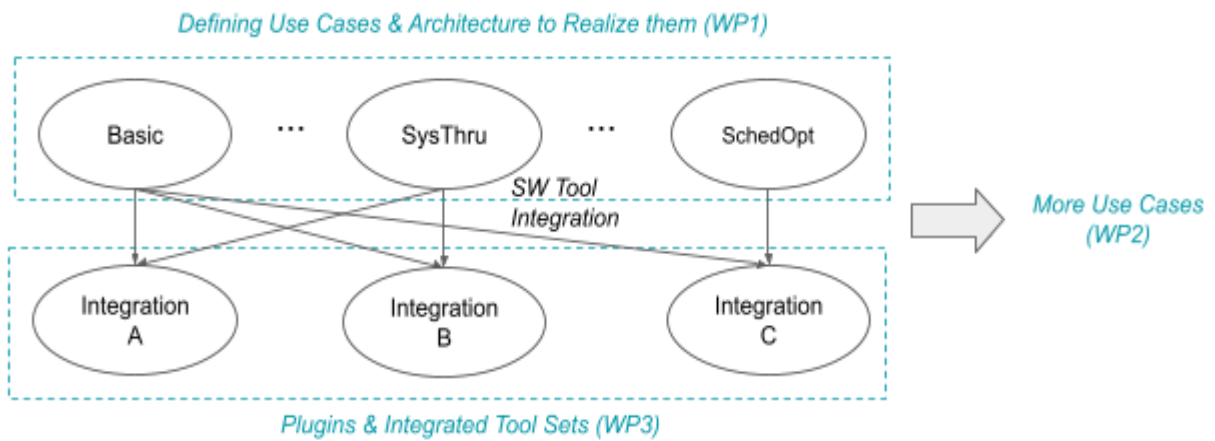 Defining Use Cases & Architecture to Realize them (WP1)
Basic
...
SysThru
...
SchedOpt
SW Tool
Integration
More Use Cases
(WP2)
Integration
A
Integration
B
Integration
C
Plugins & Integrated Tool Sets (WP3)